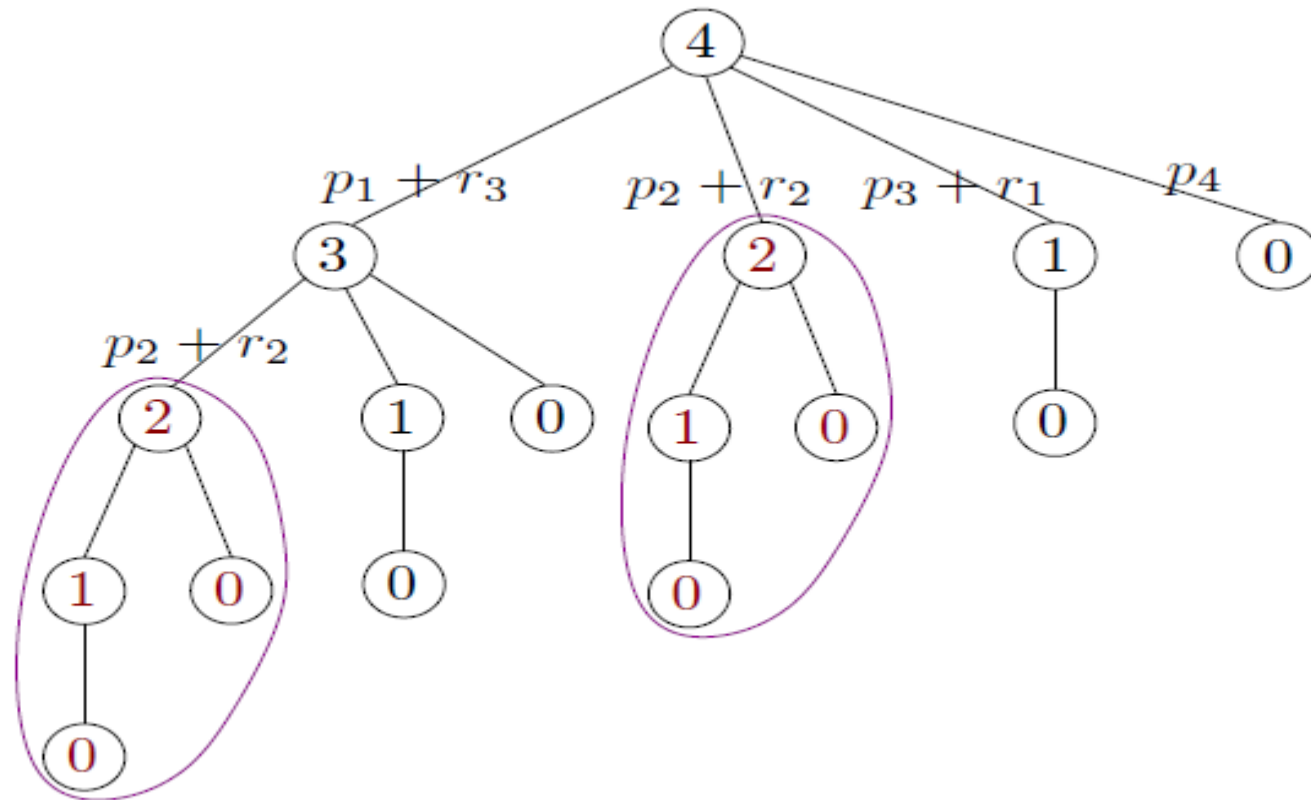 4
p₁ + r₃ p₂ + r₂ p₃ + r₁ p₄
3 2 1 0
p₂ + r₂
2 1 0 1 0 0
1 0 0 0
0